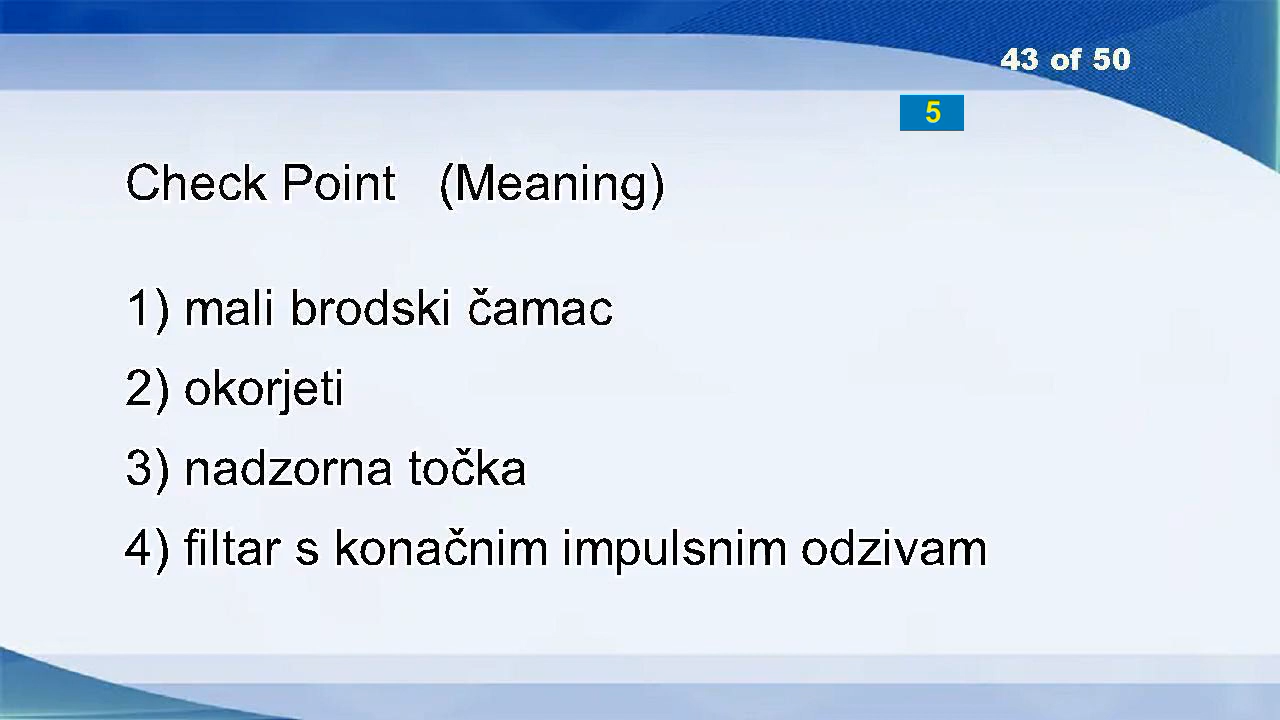 43 of 50
5
Check Point (Meaning)
1) mali brodski čamac
2) okorjeti
3) nadzorna točka
4) filtar s konačnim impulsnim odzivam